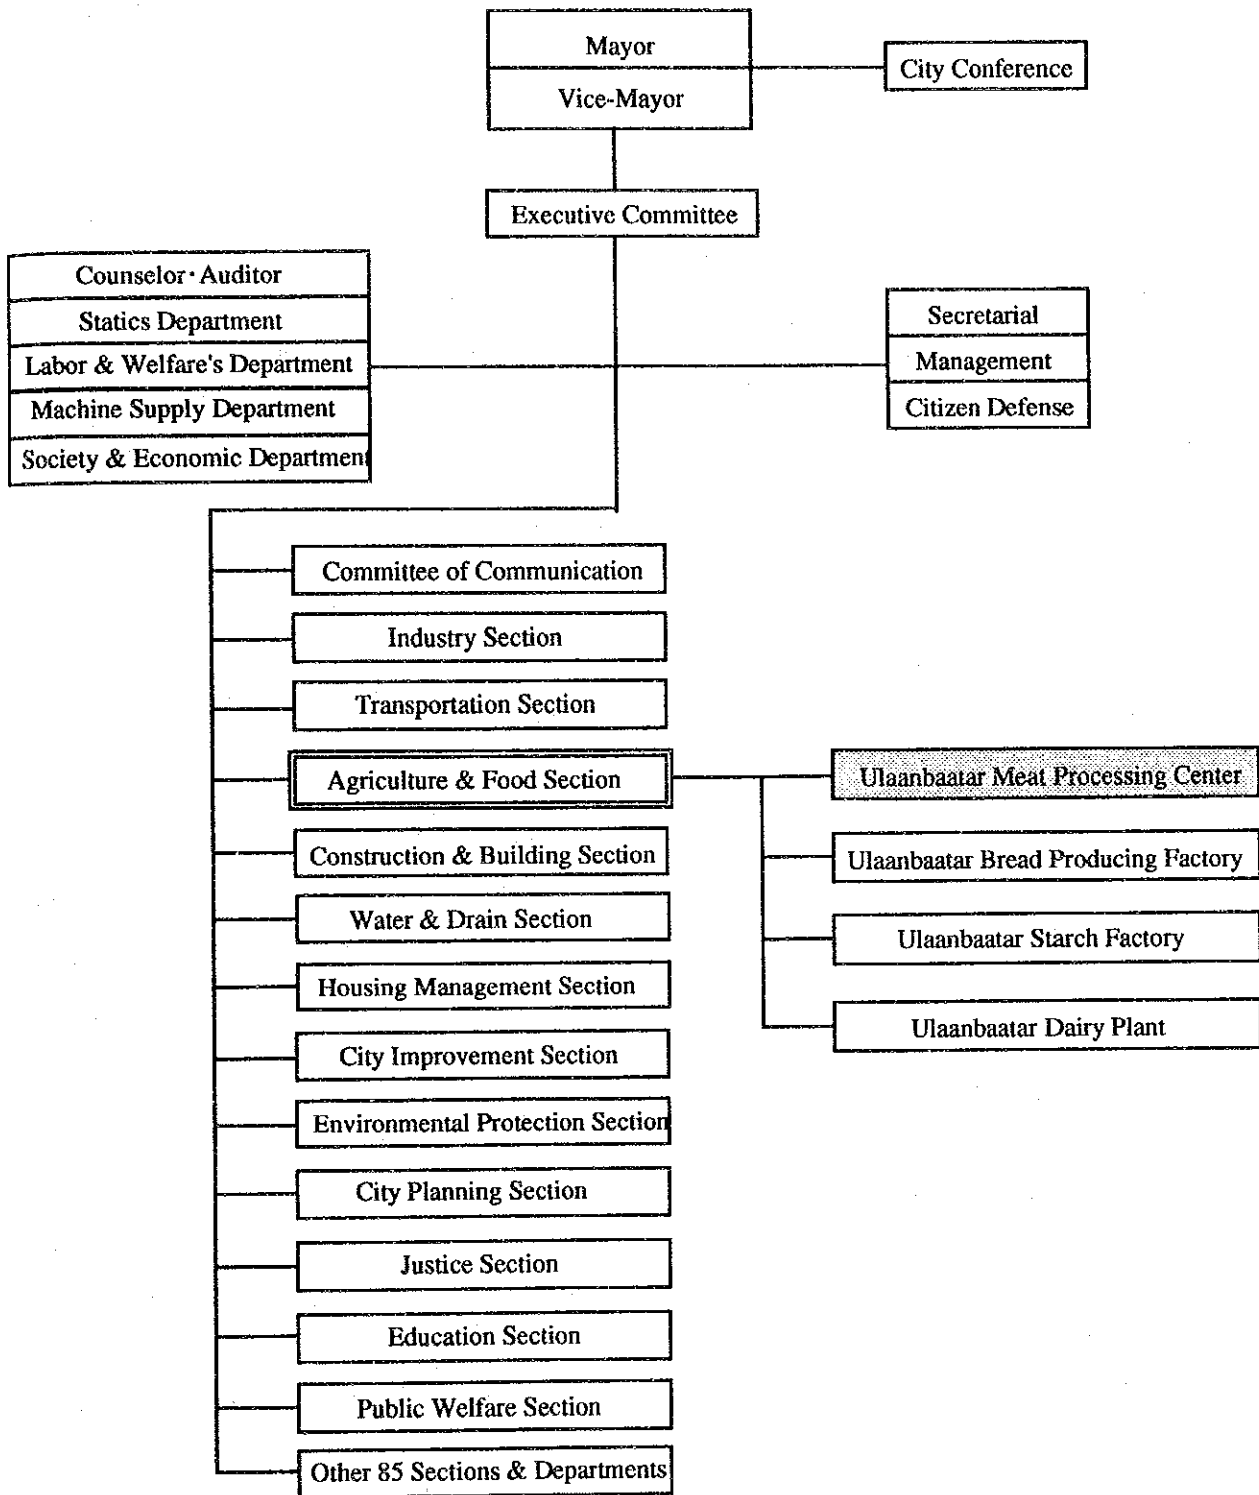 Mayor
City Conference
Vice-Mayor
Executive Committee
Counselor・Auditor
Statics Department
Labor & Welfare's Department
Machine Supply Department
Society & Economic Department
Secretarial
Management
Citizen Defense
Committee of Communication
Industry Section
Transportation Section
Agriculture & Food Section
Construction & Building Section
Water & Drain Section
Housing Management Section
City Improvement Section
Environmental Protection Section
City Planning Section
Justice Section
Education Section
Public Welfare Section
Other 85 Sections & Departments
Ulaanbaatar Meat Processing Center
Ulaanbaatar Bread Producing Factory
Ulaanbaatar Starch Factory
Ulaanbaatar Dairy Plant